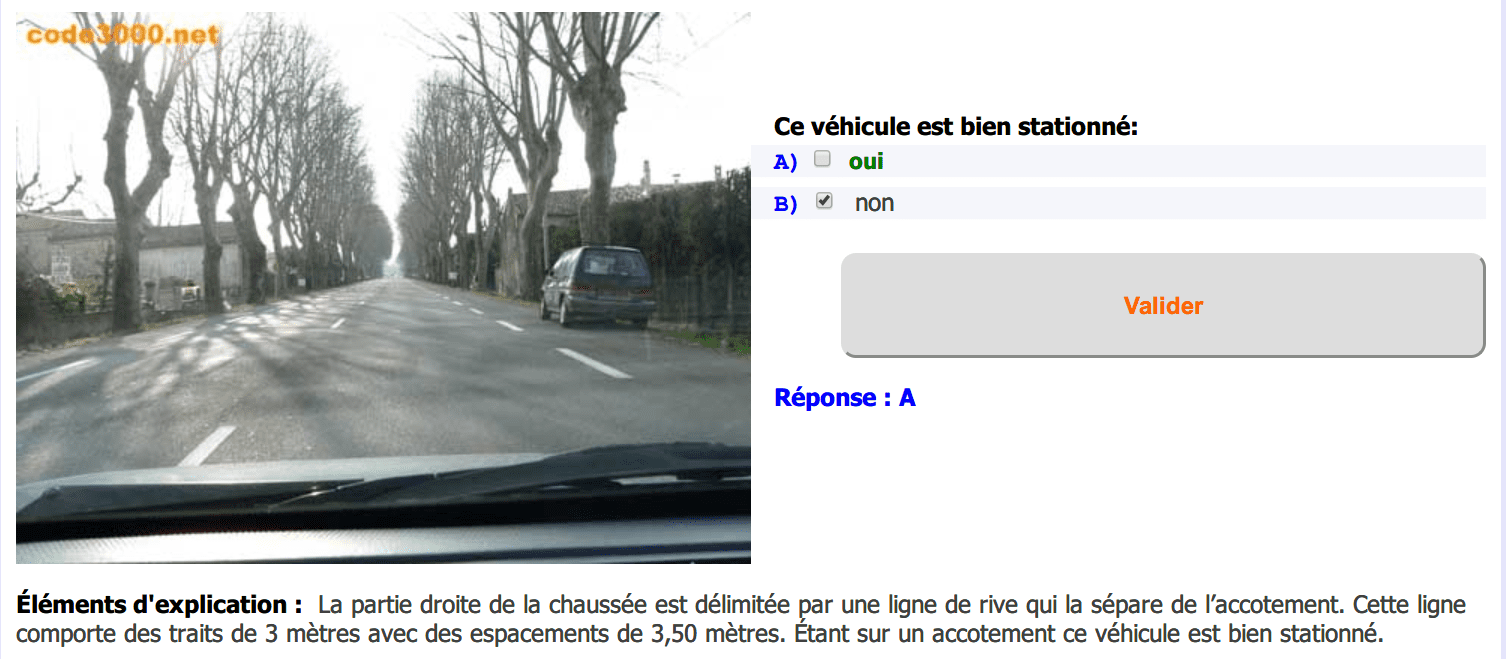 code3000.net
Ce véhicule est bien stationné:
A) oui
B) non
Valider
Réponse : A
Éléments d'explication : La partie droite de la chaussée est délimitée par une ligne de rive qui la sépare de l’accotement. Cette ligne
comporte des traits de 3 mètres avec des espacements de 3,50 mètres. Étant sur un accotement ce véhicule est bien stationné.